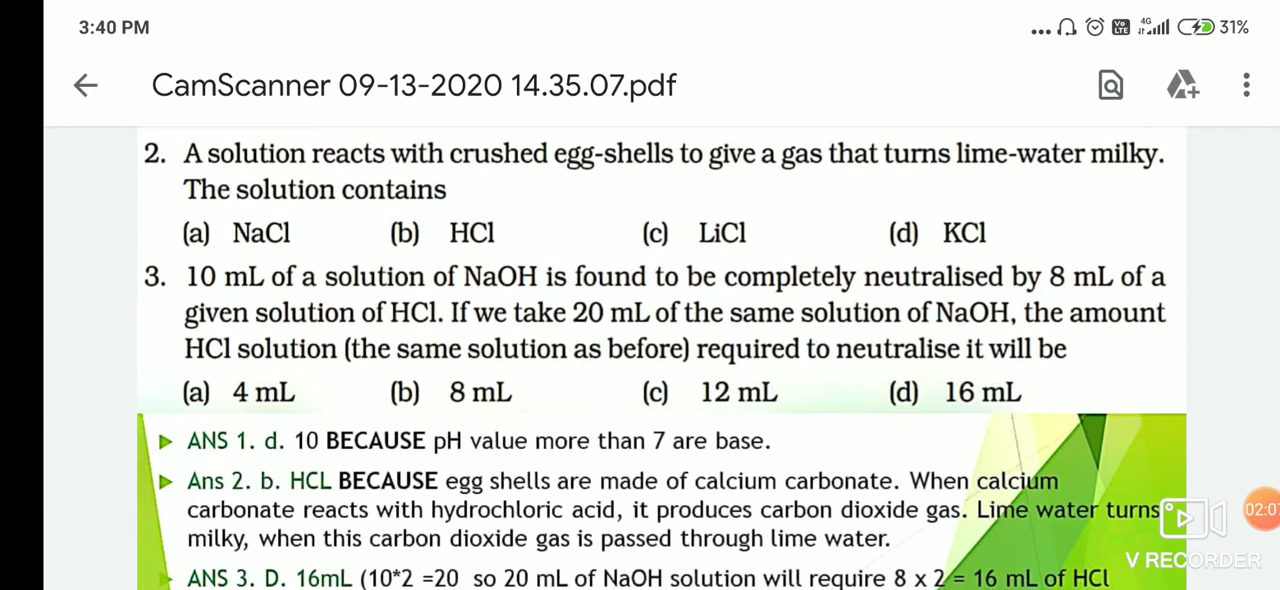 3:40 PM
... Vo LTE 4G 31%
CamScanner 09-13-2020 14.35.07.pdf
2. A solution reacts with crushed egg-shells to give a gas that turns lime-water milky.
The solution contains
(a) NaCl (b) HCl (c) LiCl (d) KCl
3. 10 mL of a solution of NaOH is found to be completely neutralised by 8 mL of a
given solution of HCl. If we take 20 mL of the same solution of NaOH, the amount
HCl solution (the same solution as before) required to neutralise it will be
(a) 4 mL (b) 8 mL (c) 12 mL (d) 16 mL
ANS 1. d. 10 BECAUSE pH value more than 7 are base.
Ans 2. b. HCL BECAUSE egg shells are made of calcium carbonate. When calcium
carbonate reacts with hydrochloric acid, it produces carbon dioxide gas. Lime water turns
milky, when this carbon dioxide gas is passed through lime water.
02:07
V RECORDER
ANS 3. D. 16mL (10*2 =20 so 20 mL of NaOH solution will require 8 x 2 = 16 mL of HCl